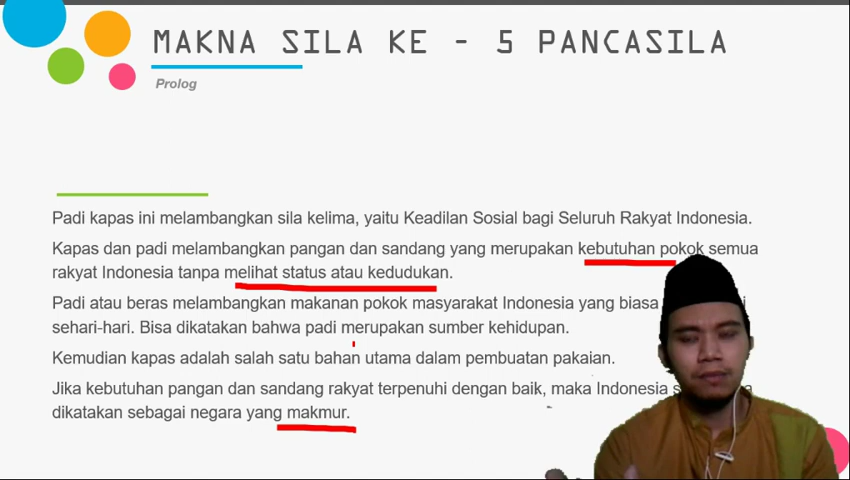 MAKNA SILA KE - 5 PANCASILA
Prolog
Padi kapas ini melambangkan sila kelima, yaitu Keadilan Sosial bagi Seluruh Rakyat Indonesia.
Kapas dan padi melambangkan pangan dan sandang yang merupakan kebutuhan pokok semua
rakyat Indonesia tanpa melihat status atau kedudukan.
Padi atau beras melambangkan makanan pokok masyarakat Indonesia yang biasa
sehari-hari. Bisa dikatakan bahwa padi merupakan sumber kehidupan.
Kemudian kapas adalah salah satu bahan utama dalam pembuatan pakaian.
Jika kebutuhan pangan dan sandang rakyat terpenuhi dengan baik, maka Indonesia
dikatakan sebagai negara yang makmur.